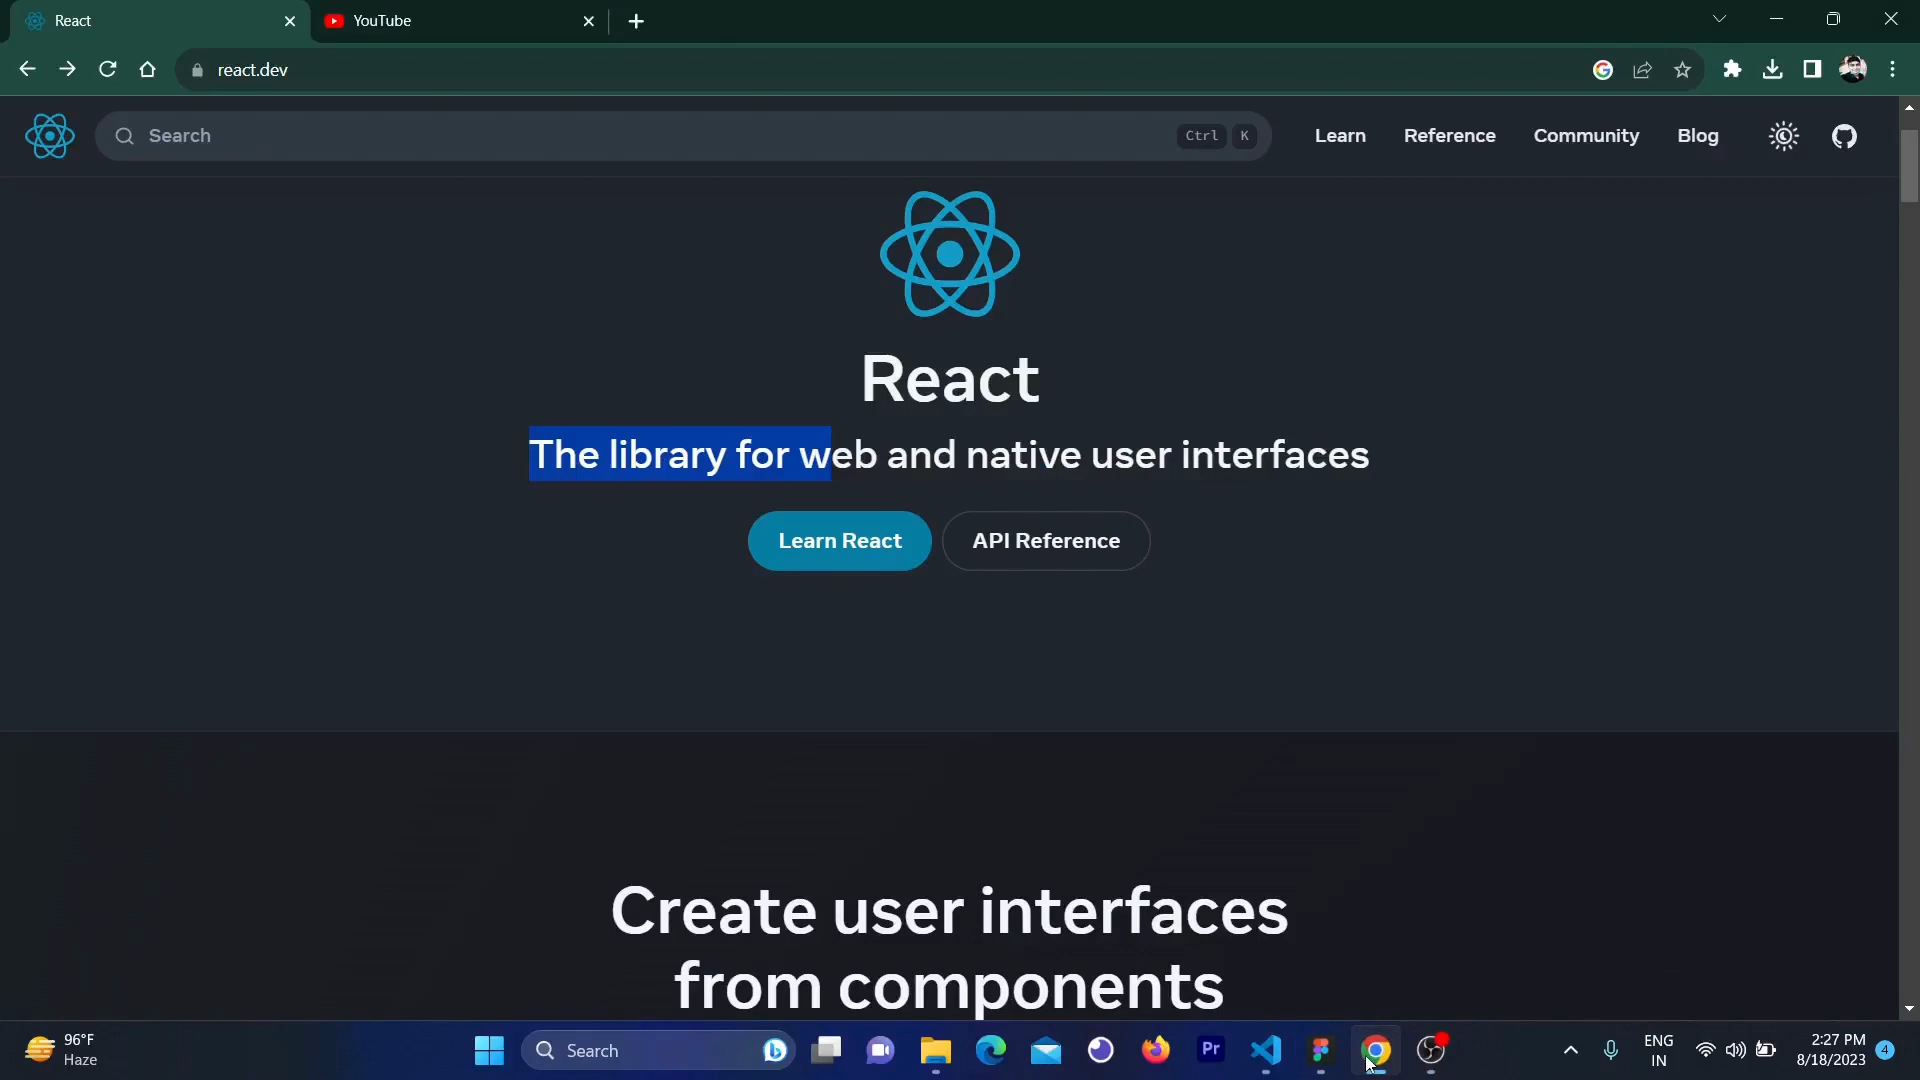 React
YouTube
react.dev
Search
Ctrl K
Learn
Reference
Community
Blog
React
The library for web and native user interfaces
Learn React
API Reference
Create user interfaces
from components
96°F
Haze
Search
Pr
ENG
IN
2:27 PM
8/18/2023
4